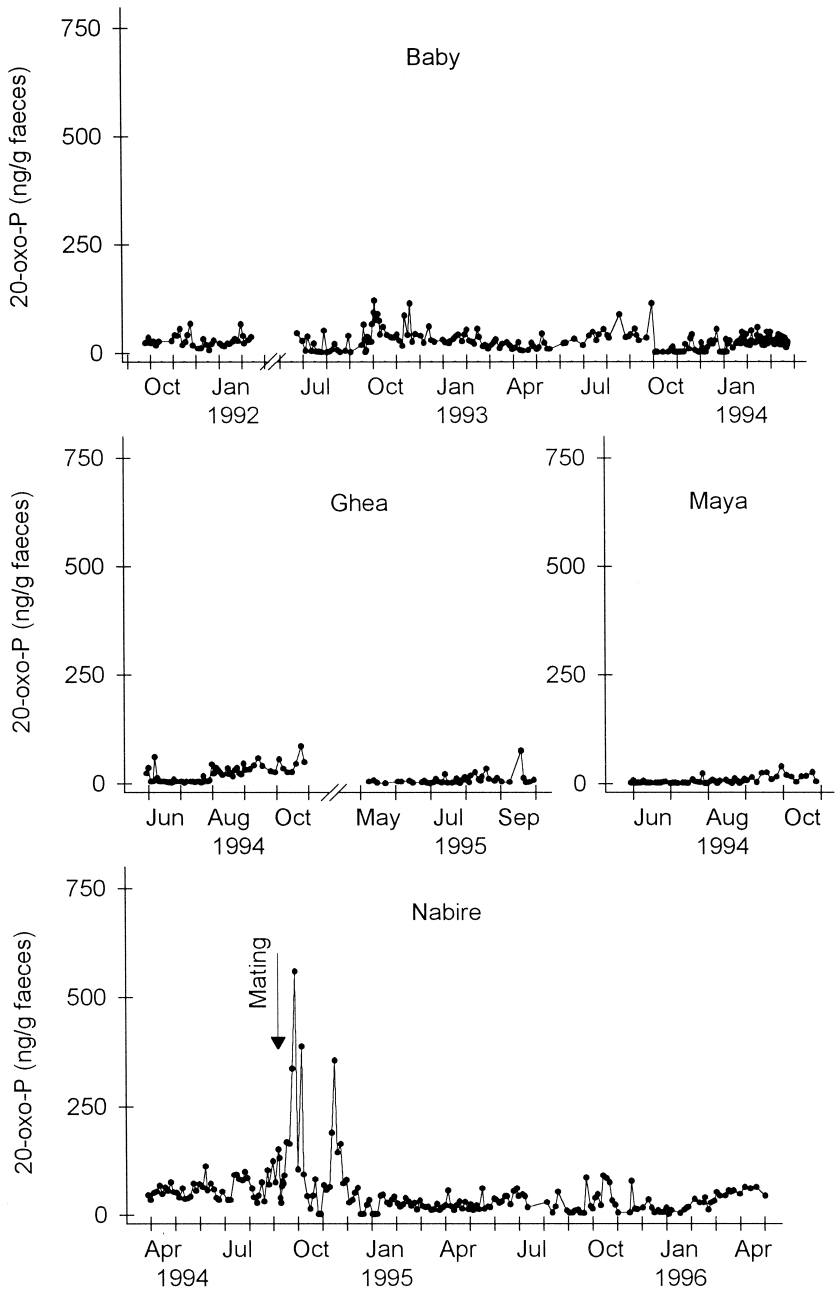 750
Baby
500
250
0
20-oxo-P (ng/g faeces)
Oct Jan Jul Oct Jan Apr Jul Oct Jan
1992 1993 1994
750 750
Ghea Maya
500 500
250 250
0 0
20-oxo-P (ng/g faeces)
Jun Aug Oct May Jul Sep Jun Aug Oct
1994 1995 1994
750
Nabire
Mating
500
250
0
20-oxo-P (ng/g faeces)
Apr Jul Oct Jan Apr Jul Oct Jan Apr
1994 1995 1996